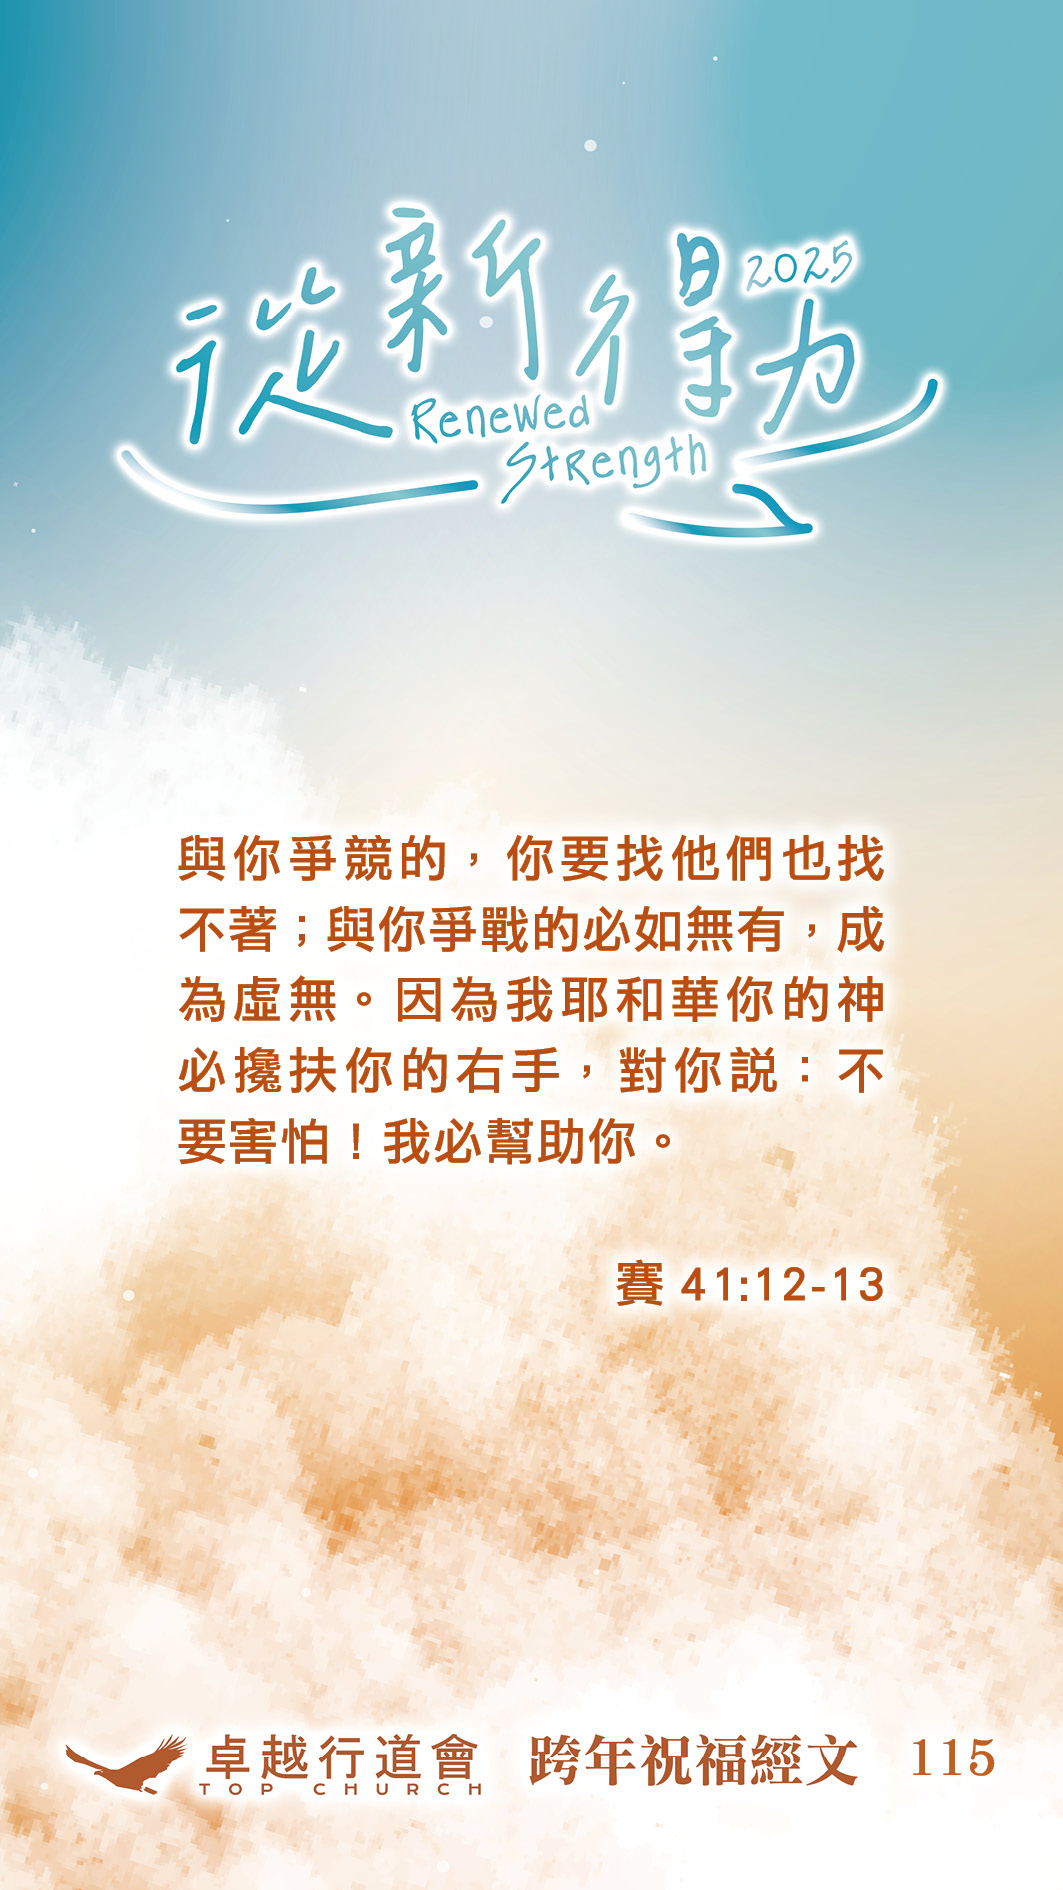 從新得力 2025
Renewed
Strength
與你爭競的，你要找他們也找
不著；與你爭戰的必如無有，成
為虛無。因為我耶和華你的神
必攙扶你的右手，對你説：不
要害怕！我必幫助你。
賽 41:12-13
卓越行道會 跨年祝福經文 115
TOP CHURCH